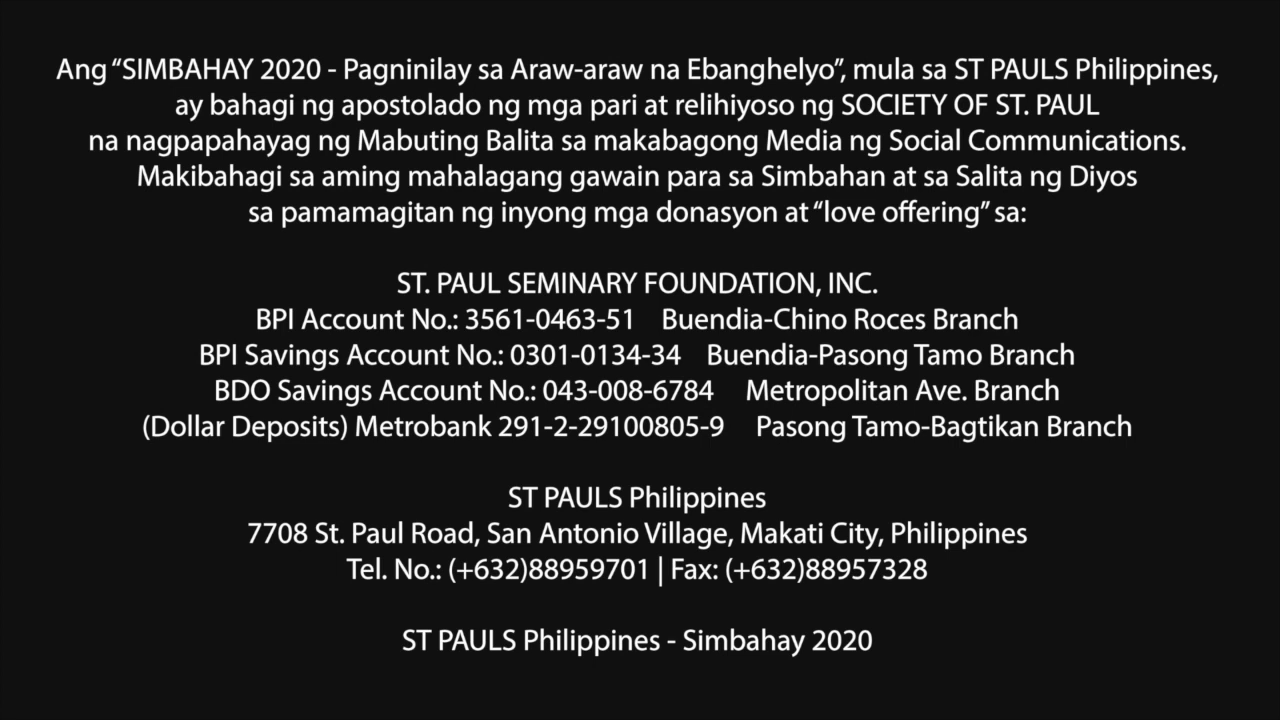 Ang “SIMBAHAY 2020 - Pagninilay sa Araw-araw na Ebanghelyo”, mula sa ST PAULS Philippines,
ay bahagi ng apostolado ng mga pari at relihiyoso ng SOCIETY OF ST. PAUL
na nagpapahayag ng Mabuting Balita sa makabagong Media ng Social Communications.
Makibahagi sa aming mahalagang gawain para sa Simbahan at sa Salita ng Diyos
sa pamamagitan ng inyong mga donasyon at “love offering” sa:
ST. PAUL SEMINARY FOUNDATION, INC.
BPI Account No.: 3561-0463-51 Buendia-Chino Roces Branch
BPI Savings Account No.: 0301-0134-34 Buendia-Pasong Tamo Branch
BDO Savings Account No.: 043-008-6784 Metropolitan Ave. Branch
(Dollar Deposits) Metrobank 291-2-29100805-9 Pasong Tamo-Bagtikan Branch
ST PAULS Philippines
7708 St. Paul Road, San Antonio Village, Makati City, Philippines
Tel. No.: (+632)88959701 | Fax: (+632)88957328
ST PAULS Philippines - Simbahay 2020